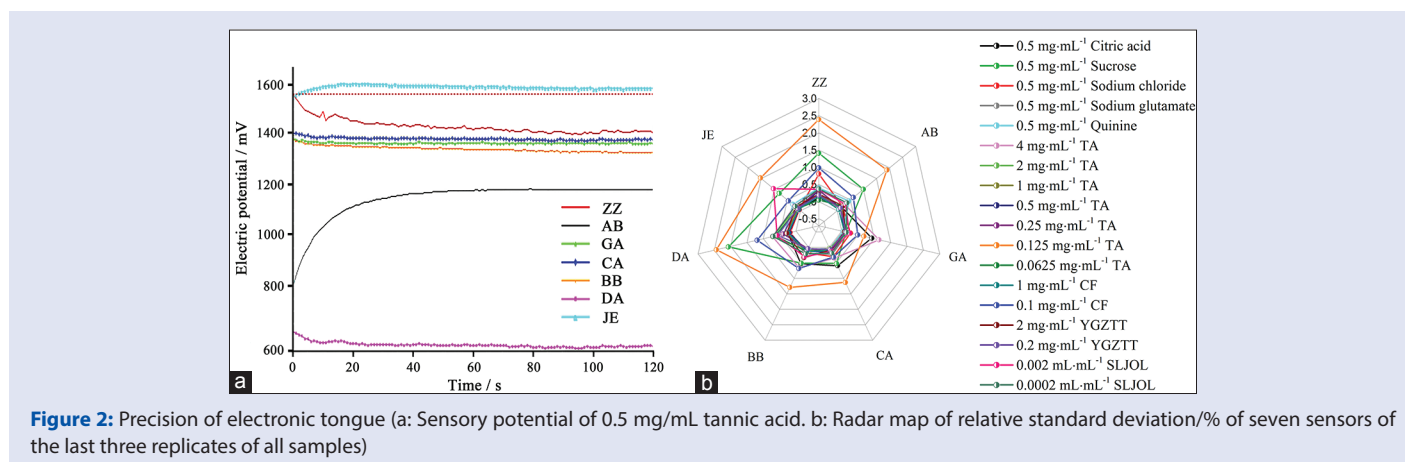 1600
1400
1200
1000
800
600
Electric potential / mV
0
20
40
60
80
100
120
Time / s
ZZ
AB
GA
CA
BB
DA
JE
a
ZZ
AB
GA
CA
BB
DA
JE
3.0
2.5
2.0
1.5
1.0
0.5
0.0
-0.5
b
0.5 mg·mL⁻¹ Citric acid
0.5 mg·mL⁻¹ Sucrose
0.5 mg·mL⁻¹ Sodium chloride
0.5 mg·mL⁻¹ Sodium glutamate
0.5 mg·mL⁻¹ Quinine
4 mg·mL⁻¹ TA
2 mg·mL⁻¹ TA
1 mg·mL⁻¹ TA
0.5 mg·mL⁻¹ TA
0.25 mg·mL⁻¹ TA
0.125 mg·mL⁻¹ TA
0.0625 mg·mL⁻¹ TA
1 mg·mL⁻¹ CF
0.1 mg·mL⁻¹ CF
2 mg·mL⁻¹ YGZTT
0.2 mg·mL⁻¹ YGZTT
0.002 mL·mL⁻¹ SLJOL
0.0002 mL·mL⁻¹ SLJOL
Figure 2: Precision of electronic tongue (a: Sensory potential of 0.5 mg/mL tannic acid. b: Radar map of relative standard deviation/% of seven sensors of
the last three replicates of all samples)